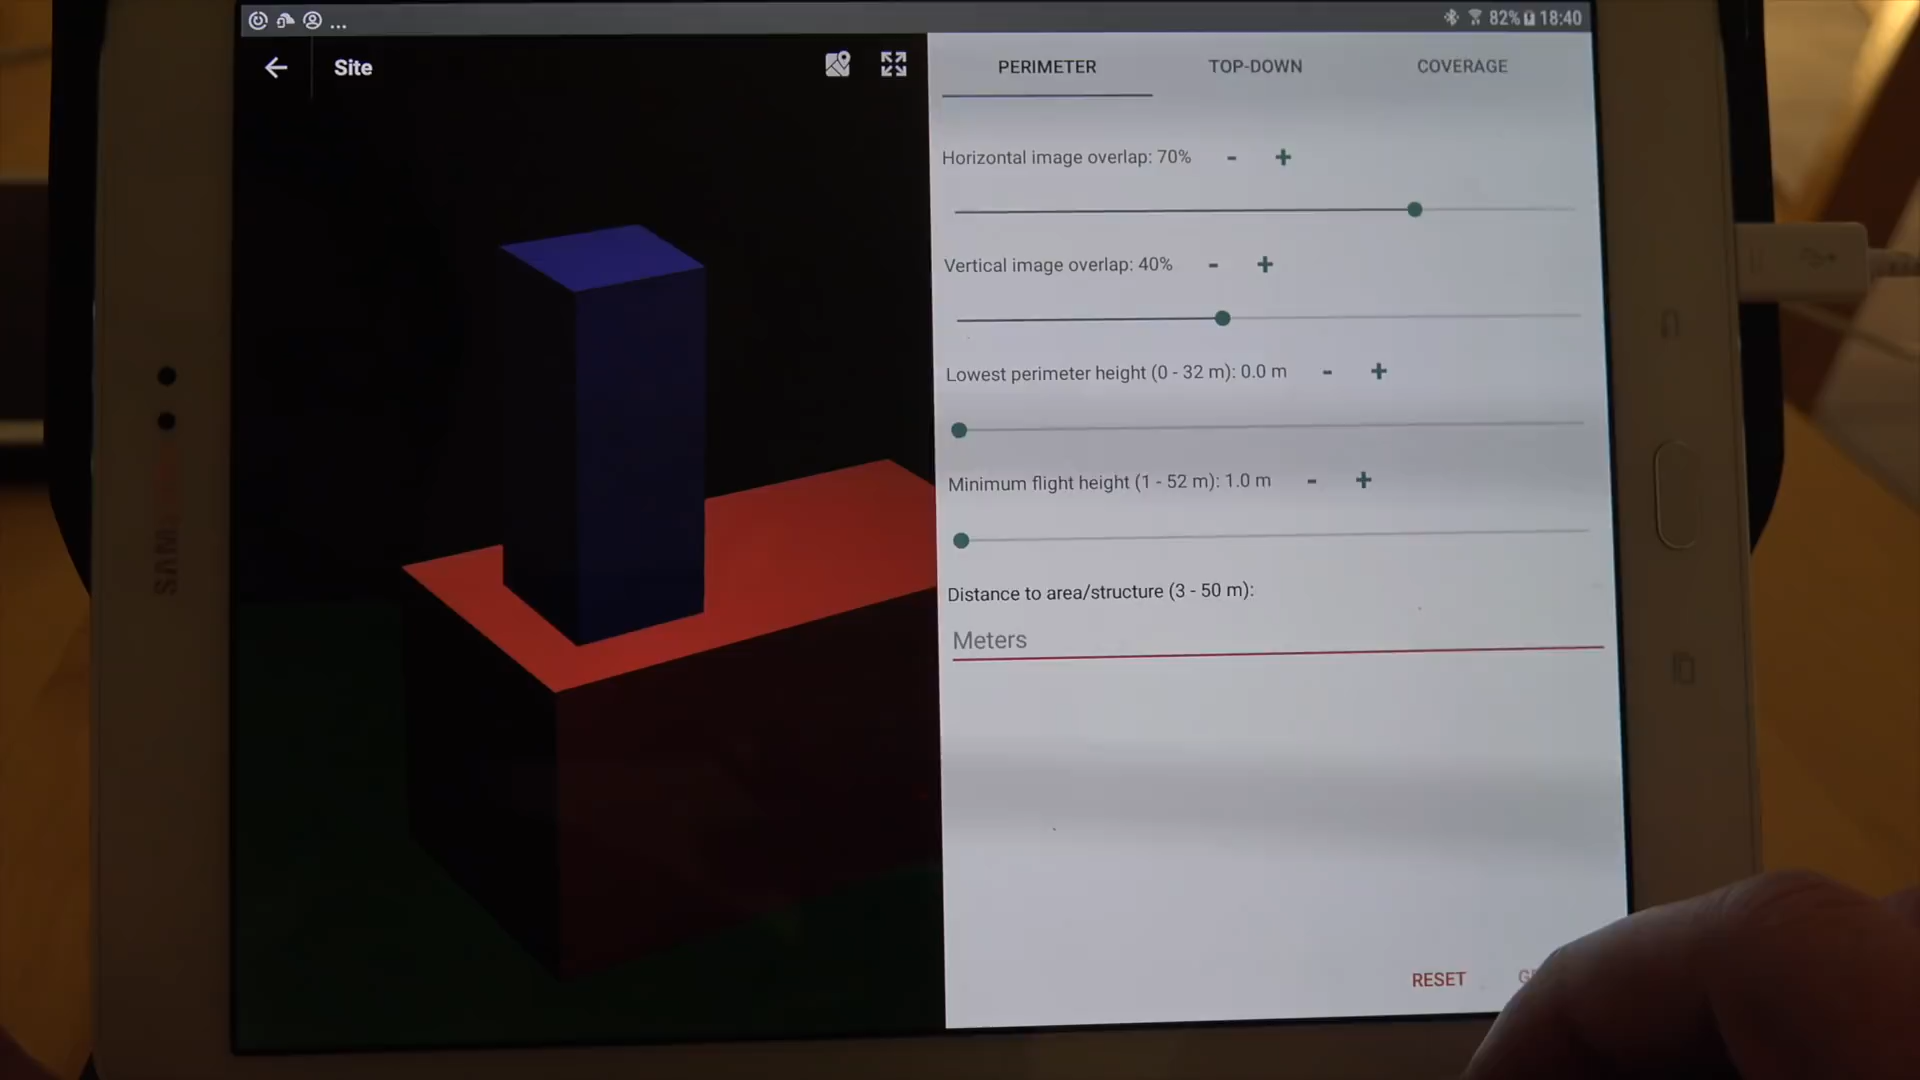 ... 82% 18:40
Site
PERIMETER TOP-DOWN COVERAGE
Horizontal image overlap: 70% - +
Vertical image overlap: 40% - +
Lowest perimeter height (0 - 32 m): 0.0 m - +
Minimum flight height (1 - 52 m): 1.0 m - +
Distance to area/structure (3 - 50 m):
Meters
RESET
SAMSUNG